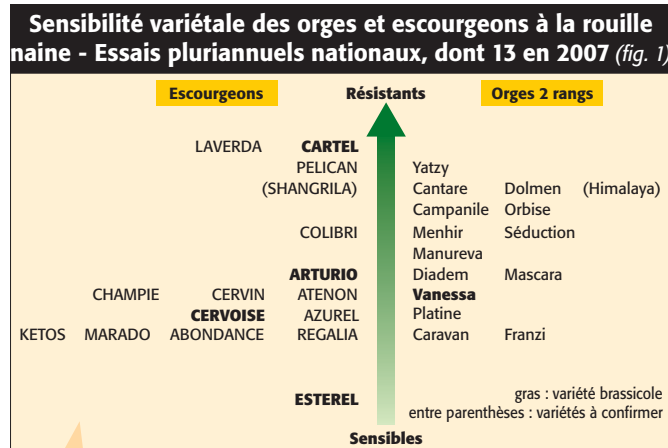 Sensibilité variétale des orges et escourgeons à la rouille
naine - Essais pluriannuels nationaux, dont 13 en 2007 (fig. 1)
Escourgeons Résistants Orges 2 rangs
LAVERDA CARTEL
PELICAN Yatzy
(SHANGRILA) Cantare Dolmen (Himalaya)
Campanile Orbise
COLIBRI Menhir Séduction
Manureva
ARTURIO Diadem Mascara
CHAMPIE CERVIN ATENON Vanessa
CERVOISE AZUREL Platine
KETOS MARADO ABONDANCE REGALIA Caravan Franzi
ESTEREL gras : variété brassicole
entre parenthèses : variétés à confirmer
Sensibles